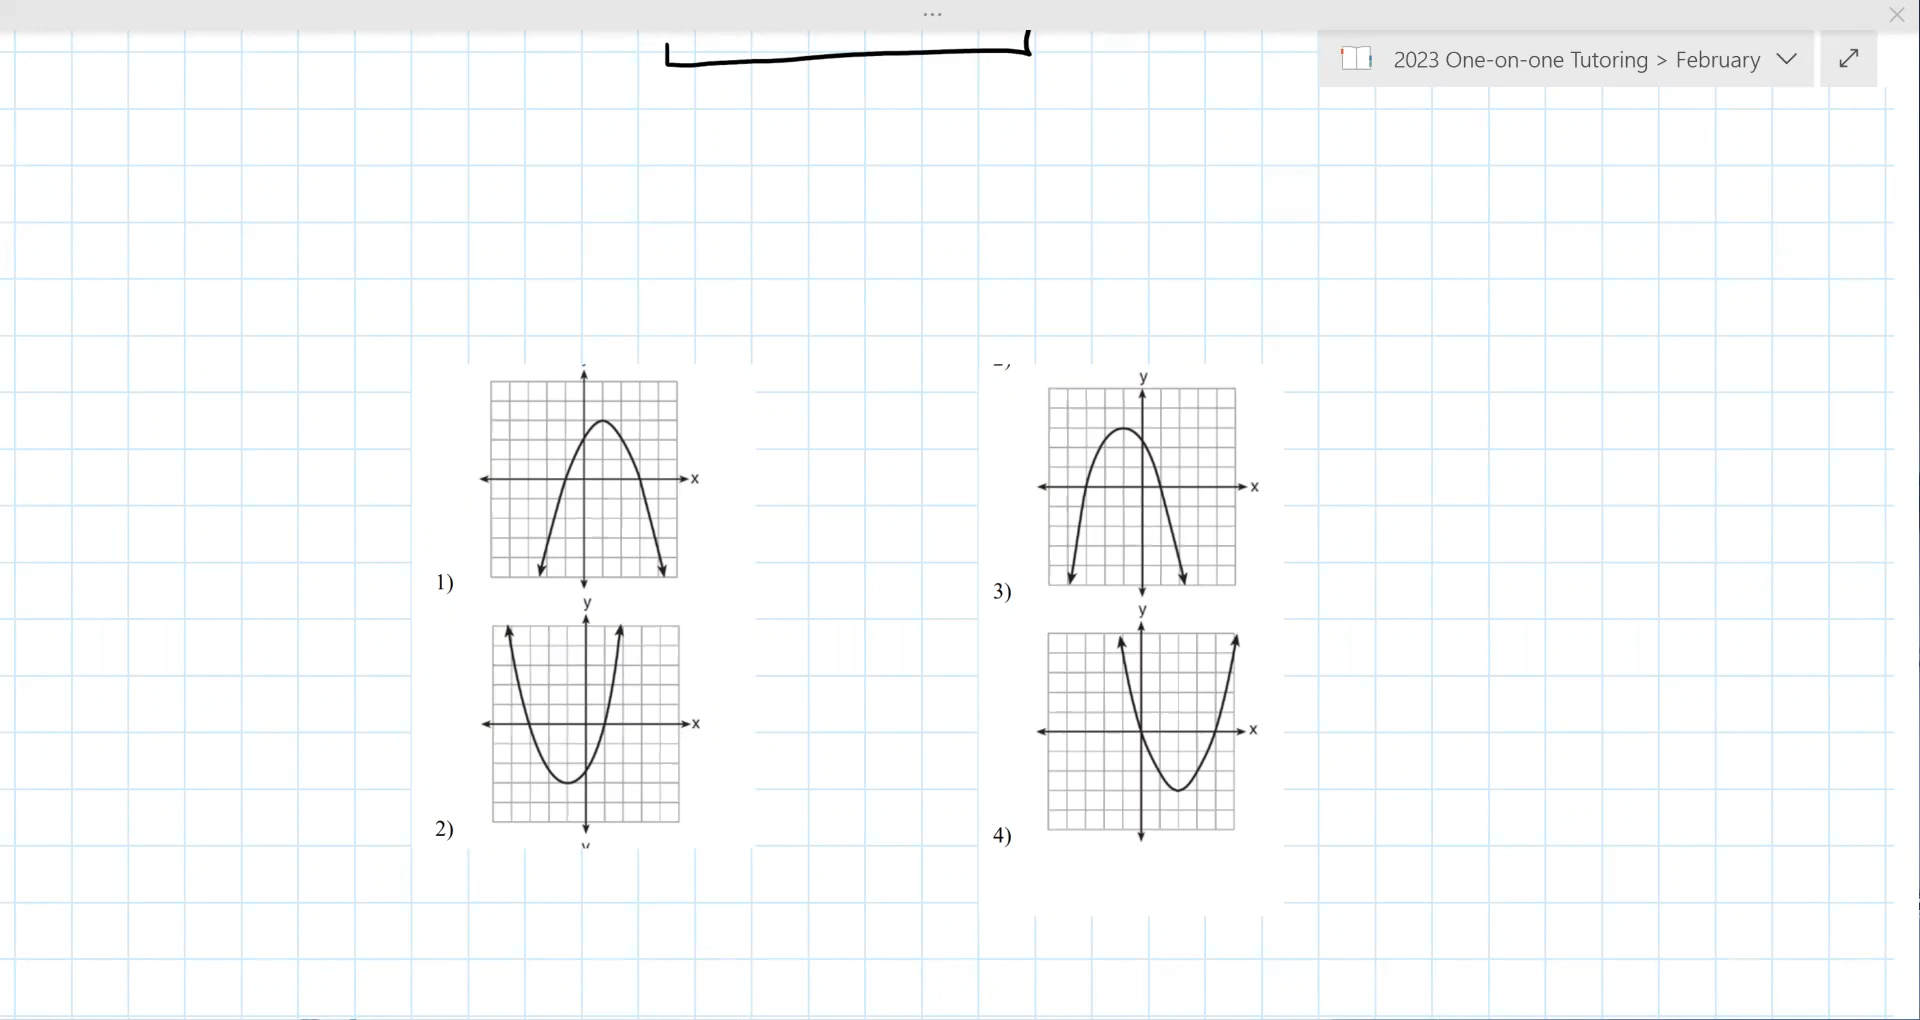 ...
2023 One-on-one Tutoring > February
y
x
x
1)
3)
y
y
x
x
2)
4)